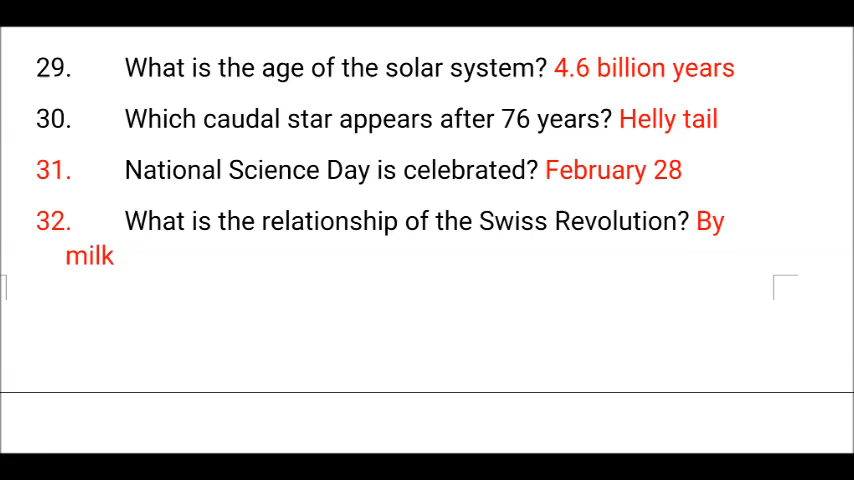 29. What is the age of the solar system? 4.6 billion years
30. Which caudal star appears after 76 years? Helly tail
31. National Science Day is celebrated? February 28
32. What is the relationship of the Swiss Revolution? By
milk